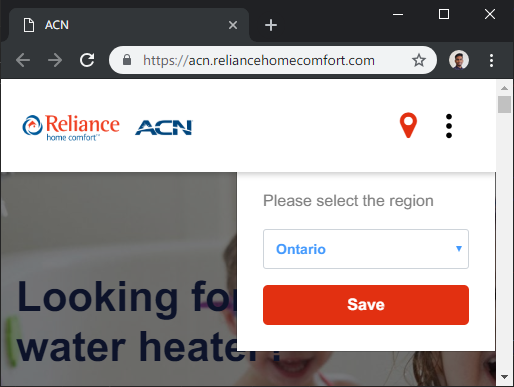 ACN
https://acn.reliancehomecomfort.com
Reliance
home comfort™
ACN
Please select the region
Ontario
Save
Looking for
water heater?